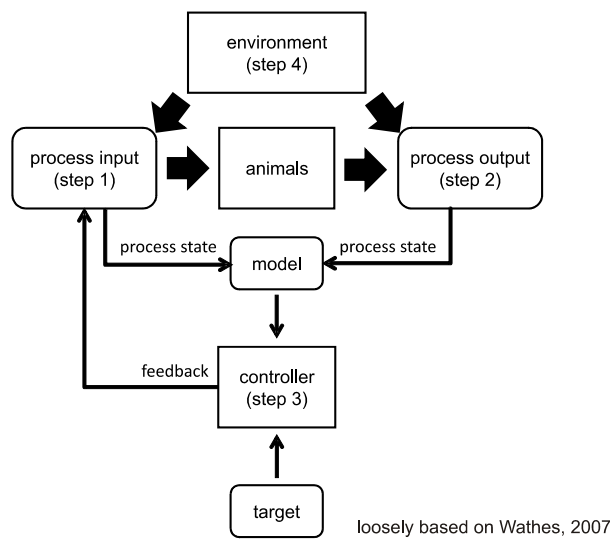 environment
(step 4)
process input
(step 1)
animals
process output
(step 2)
process state
process state
model
feedback
controller
(step 3)
target
loosely based on Wathes, 2007